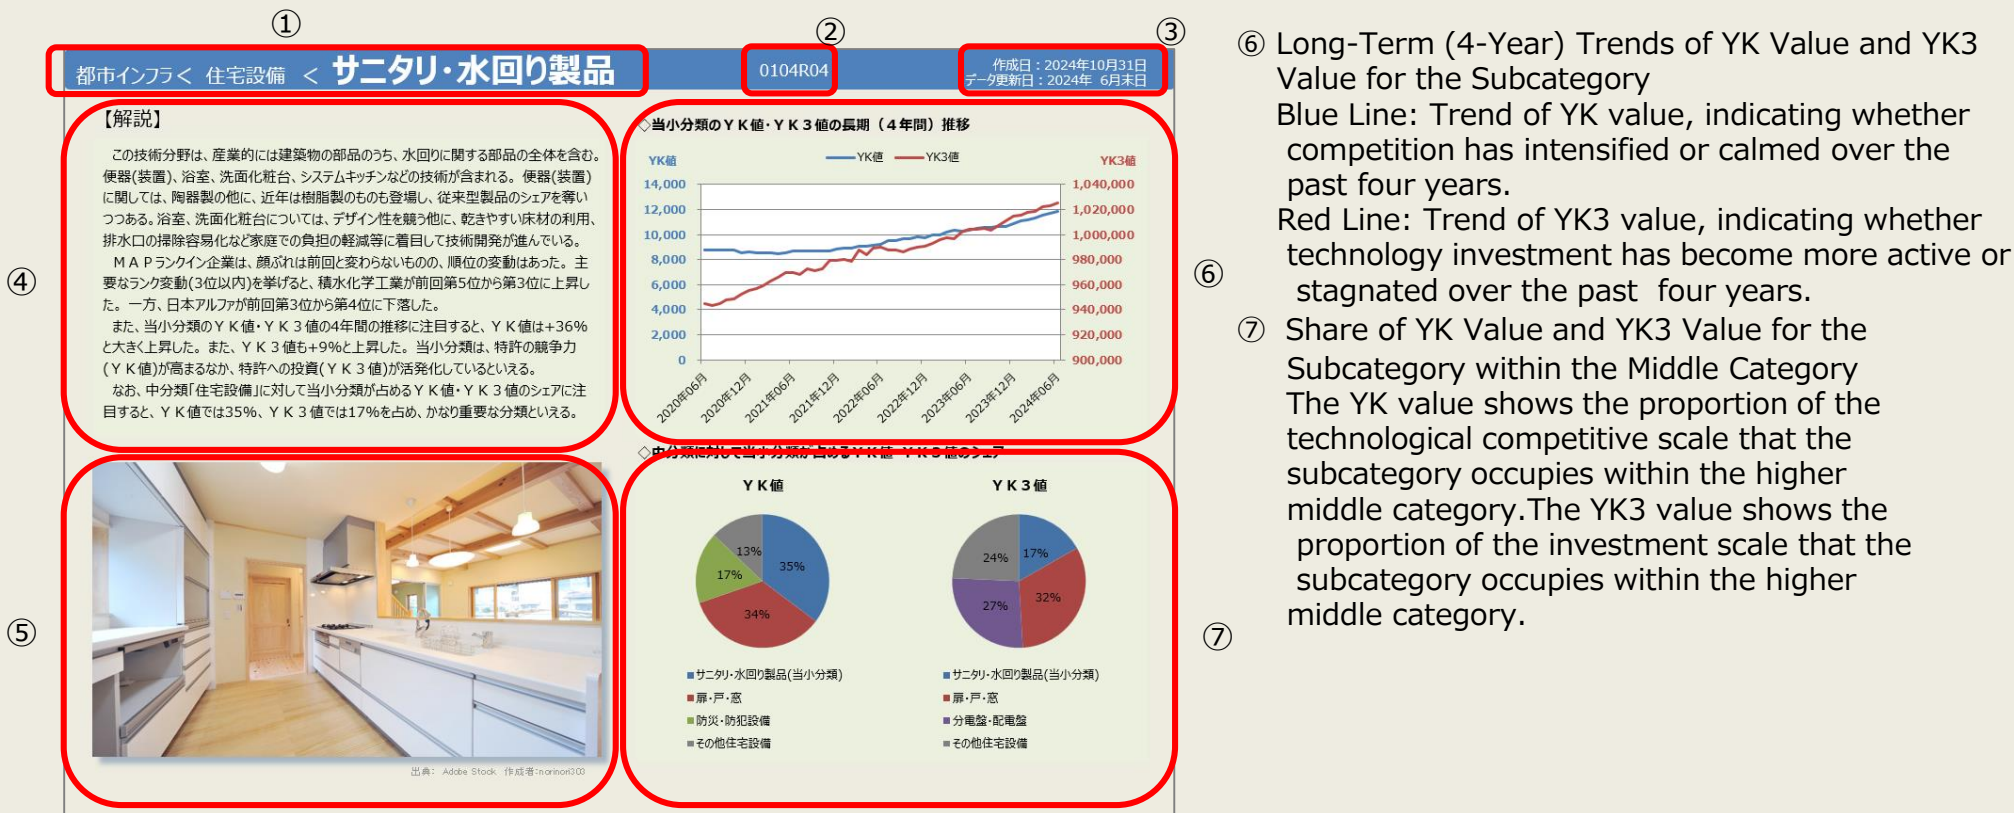 ①
②
③
都市インフラ< 住宅設備 < サニタリ・水回り製品
0104R04
作成日：2024年10月31日
データ更新日：2024年 6月末日
【解説】
この技術分野は、産業的には建築物の部品のうち、水回りに関する部品の全体を含む。
便器(装置)、浴室、洗面化粧台、システムキッチンなどの技術が含まれる。便器(装置)
に関しては、陶器製の他に、近年は樹脂製のものも登場し、従来型製品のシェアを奪い
つつある。浴室、洗面化粧台については、デザイン性を競う他に、乾きやすい床材の利用、
排水口の掃除容易化など家庭での負担の軽減等に着目して技術開発が進んでいる。
ＭＡＰランクイン企業は、顔ぶれは前回と変わらないものの、順位の変動はあった。主
要なランク変動(3位以内)を挙げると、積水化学工業が前回第5位から第3位に上昇し
た。一方、日本アルファが前回第3位から第4位に下落した。
また、当小分類のＹＫ値・ＹＫ３値の4年間の推移に注目すると、ＹＫ値は+36%
と大きく上昇した。また、ＹＫ３値も+9%と上昇した。当小分類は、特許の競争力
(ＹＫ値)が高まるなか、特許への投資(ＹＫ３値)が活発化しているといえる。
なお、中分類「住宅設備」に対して当小分類が占めるＹＫ値・ＹＫ３値のシェアに注
目すると、ＹＫ値では35%、ＹＫ３値では17%を占め、かなり重要な分類といえる。
④
◇当小分類のＹＫ値・ＹＫ３値の長期（４年間）推移
YK値
YK値
YK3値
YK3値
14,000
12,000
10,000
8,000
6,000
4,000
2,000
0
1,040,000
1,020,000
1,000,000
980,000
960,000
940,000
920,000
900,000
2020年06月
2020年12月
2021年06月
2021年12月
2022年06月
2022年12月
2023年06月
2023年12月
2024年06月
⑥
⑤
出典： Adobe Stock 作成者：norinori303
◇中分類に対して当小分類が占めるＹＫ値・ＹＫ３値のシェア
ＹＫ値
35%
34%
17%
13%
■サニタリ・水回り製品(当小分類)
■扉・戸・窓
■防災・防犯設備
■その他住宅設備
ＹＫ３値
17%
32%
27%
24%
■サニタリ・水回り製品(当小分類)
■扉・戸・窓
■分電盤・配電盤
■その他住宅設備
⑦
⑥ Long-Term (4-Year) Trends of YK Value and YK3
Value for the Subcategory
Blue Line: Trend of YK value, indicating whether
competition has intensified or calmed over the
past four years.
Red Line: Trend of YK3 value, indicating whether
technology investment has become more active or
stagnated over the past four years.
⑦ Share of YK Value and YK3 Value for the
Subcategory within the Middle Category
The YK value shows the proportion of the
technological competitive scale that the
subcategory occupies within the higher
middle category.The YK3 value shows the
proportion of the investment scale that the
subcategory occupies within the higher
middle category.